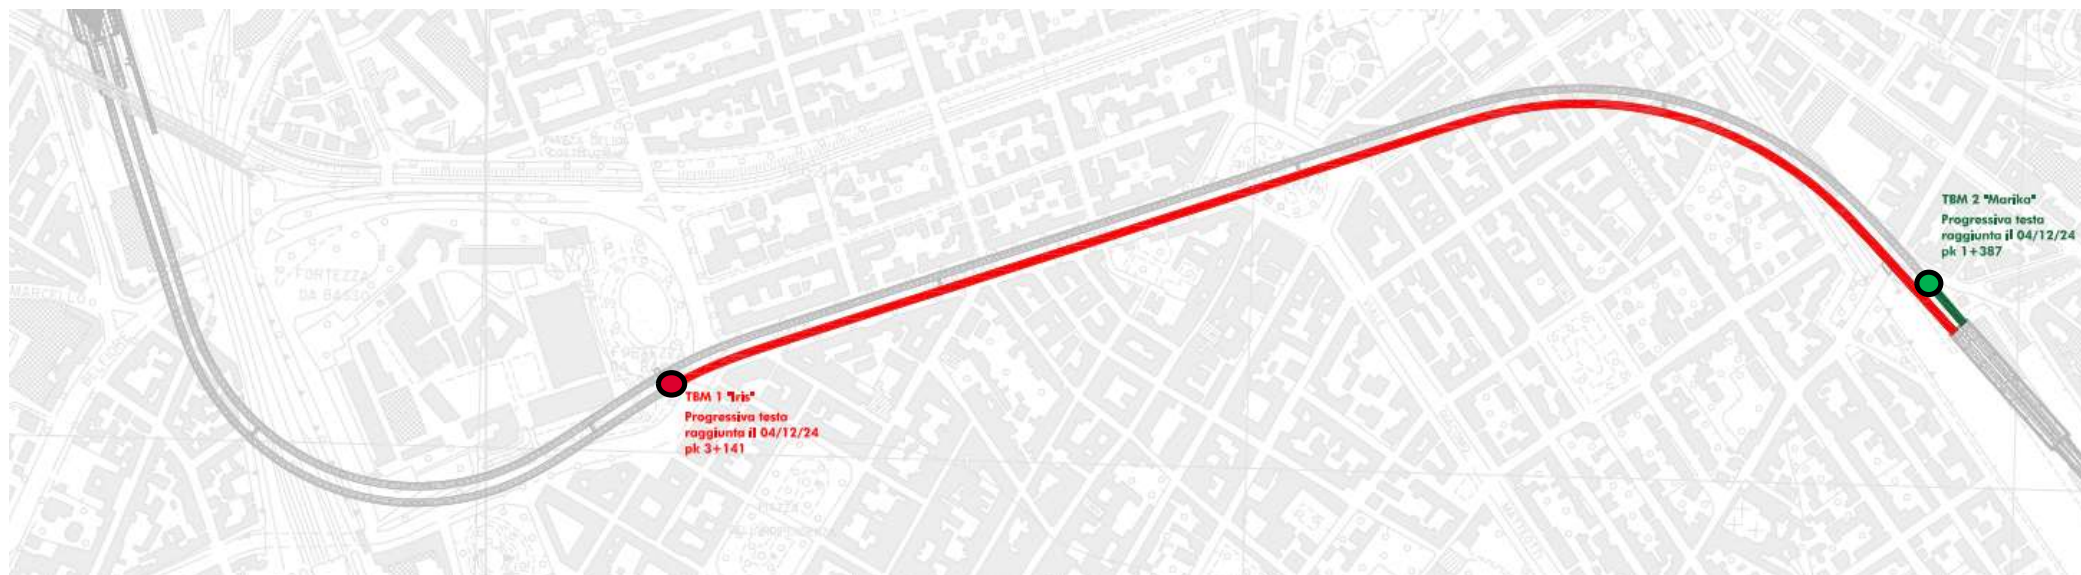 TBM 2 "Marika"
Progressiva testa
raggiunta il 04/12/24
pk 1+387
FORTEZZA
DA BASSO
TBM 1 "Iris"
Progressiva testa
raggiunta il 04/12/24
pk 3+141
PIAZZA